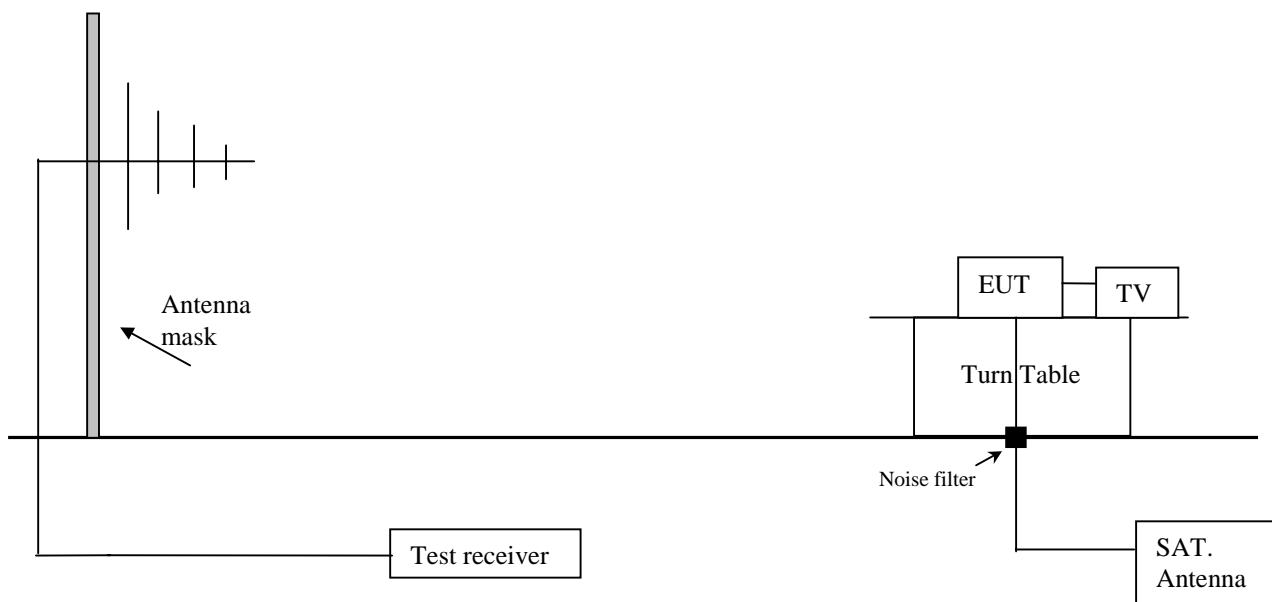 EUT
TV
Antenna
mask
Turn Table
Noise filter
Test receiver
SAT.
Antenna